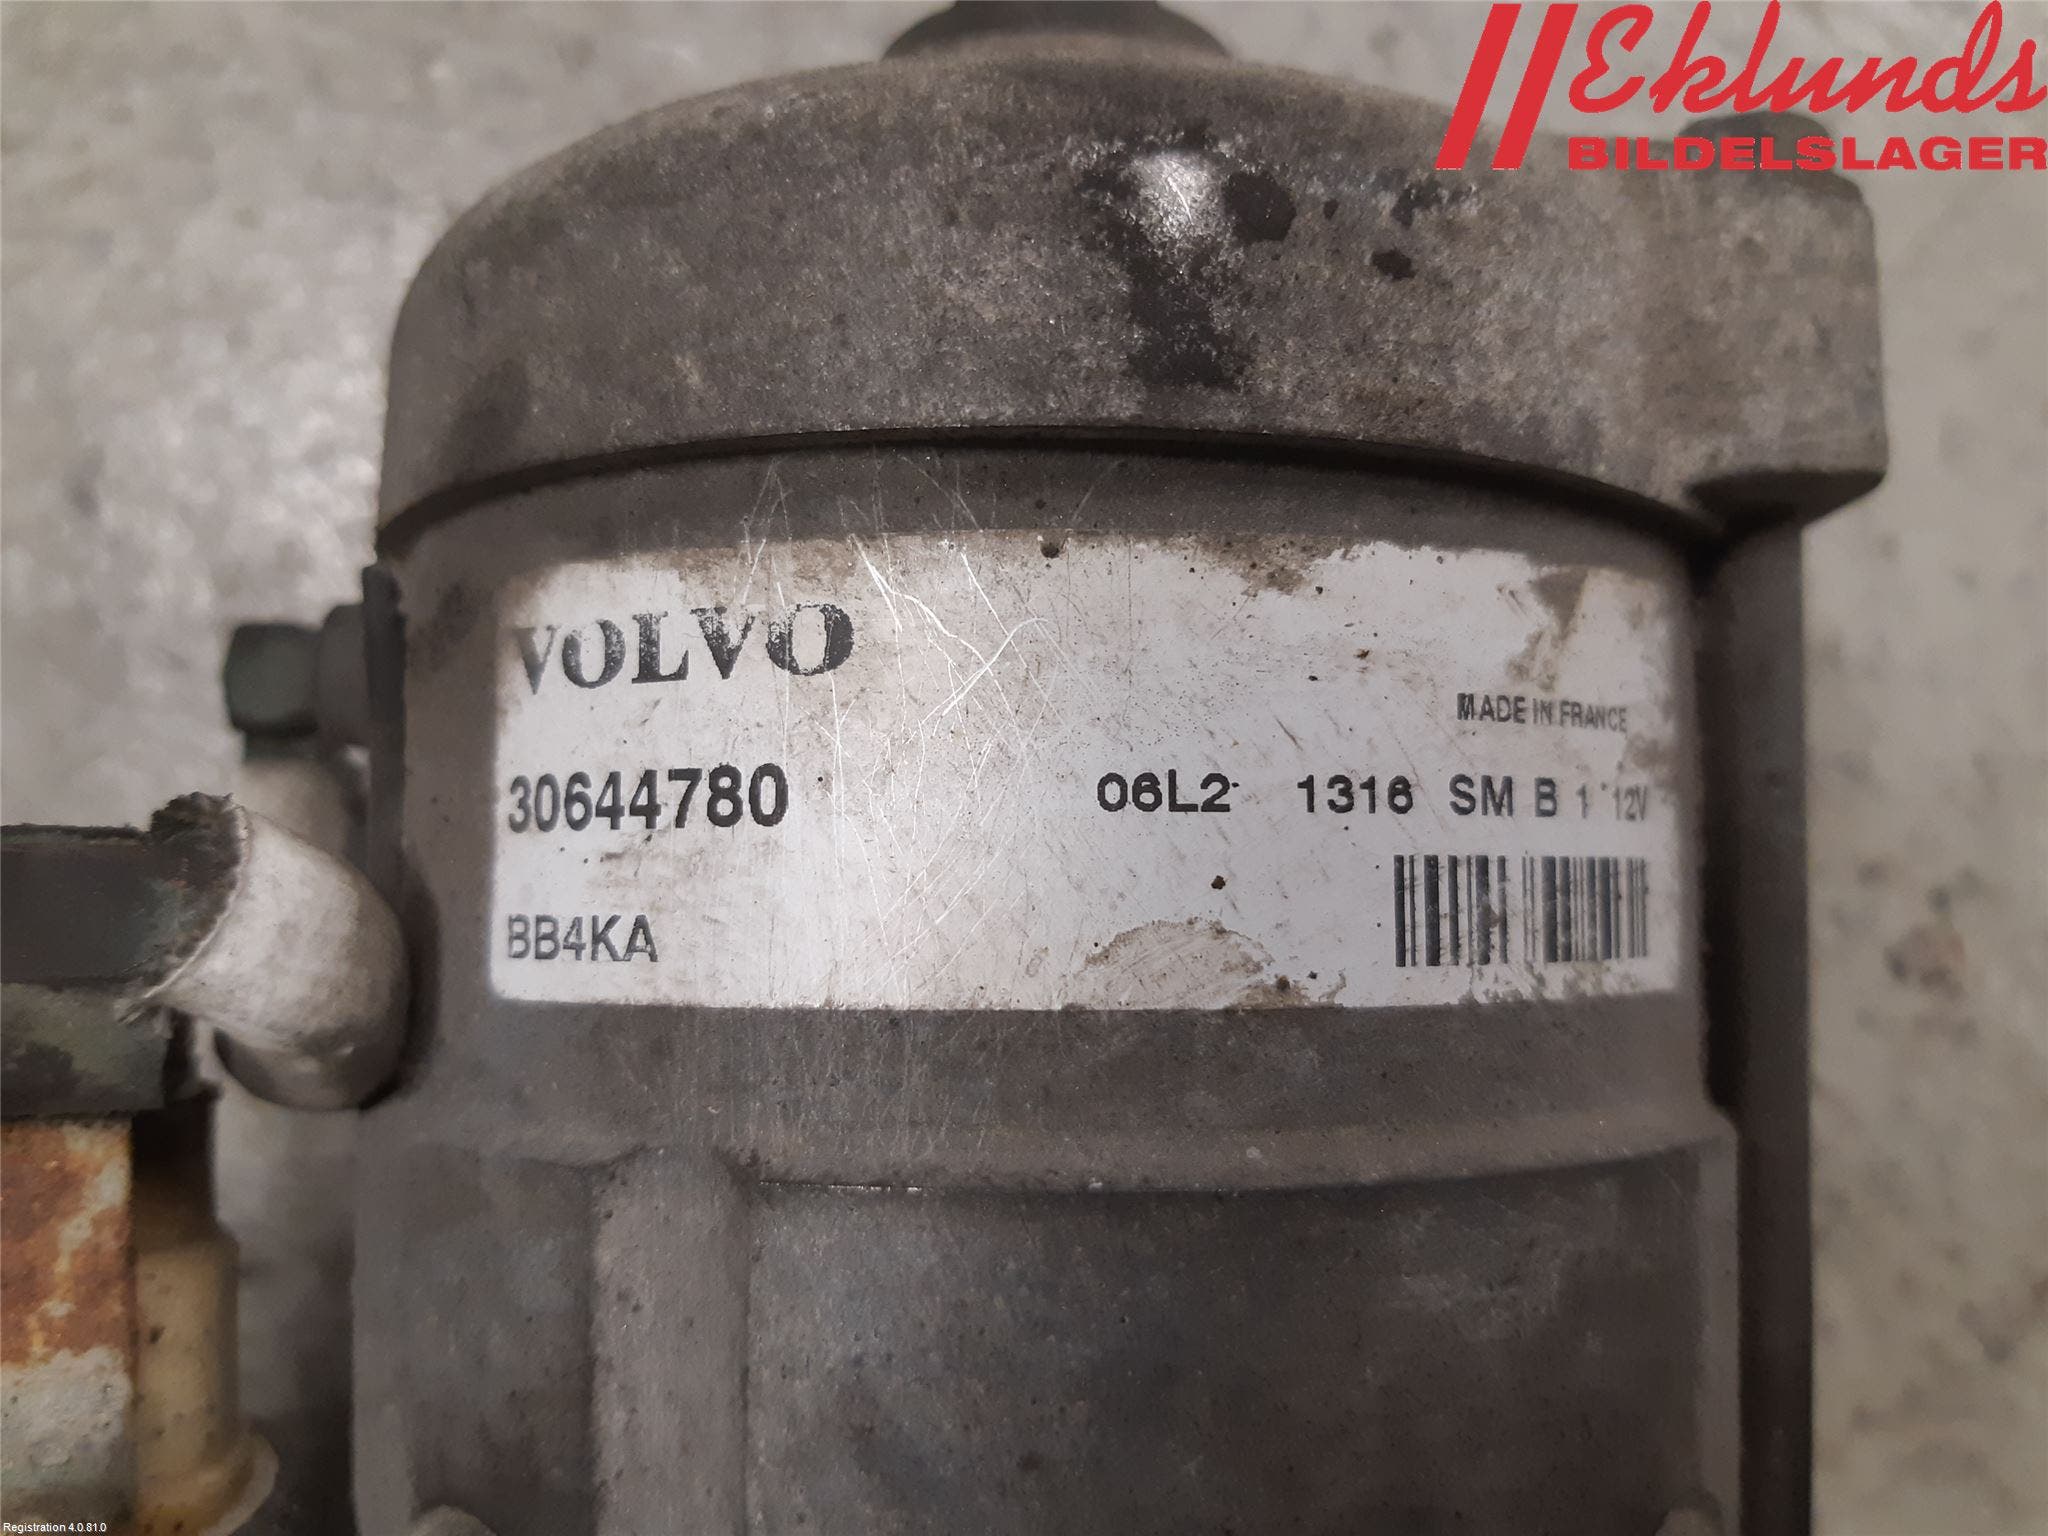 Eklunds
BILDELSLAGER
VOLVO
MADE IN FRANCE
30644780 06L2 1316 SM B 1 12V
BB4KA
Registration 4.0.81.0